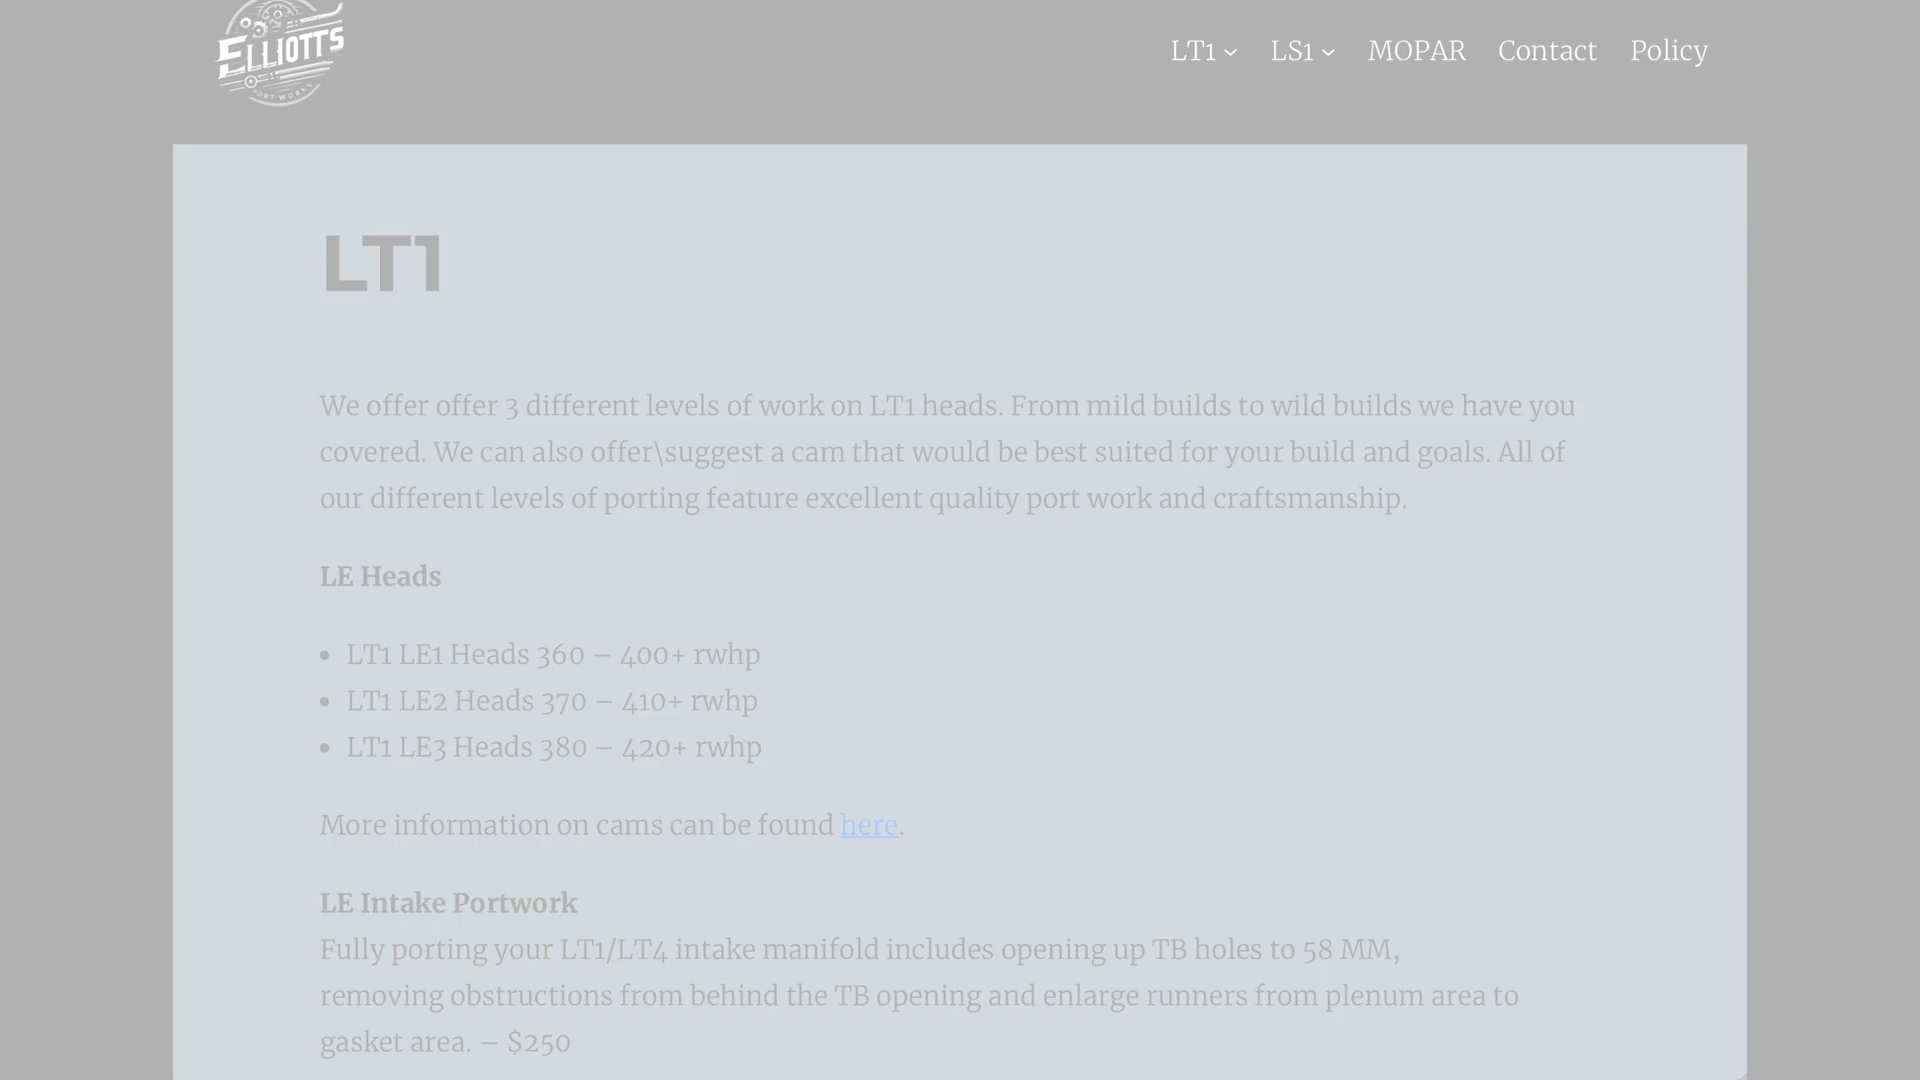 ELLIOTTS
PORT WORKS
LT1 LS1 MOPAR Contact Policy
LT1
We offer offer 3 different levels of work on LT1 heads. From mild builds to wild builds we have you
covered. We can also offer\suggest a cam that would be best suited for your build and goals. All of
our different levels of porting feature excellent quality port work and craftsmanship.
LE Heads
• LT1 LE1 Heads 360 – 400+ rwhp
• LT1 LE2 Heads 370 – 410+ rwhp
• LT1 LE3 Heads 380 – 420+ rwhp
More information on cams can be found here.
LE Intake Portwork
Fully porting your LT1/LT4 intake manifold includes opening up TB holes to 58 MM,
removing obstructions from behind the TB opening and enlarge runners from plenum area to
gasket area. – $250